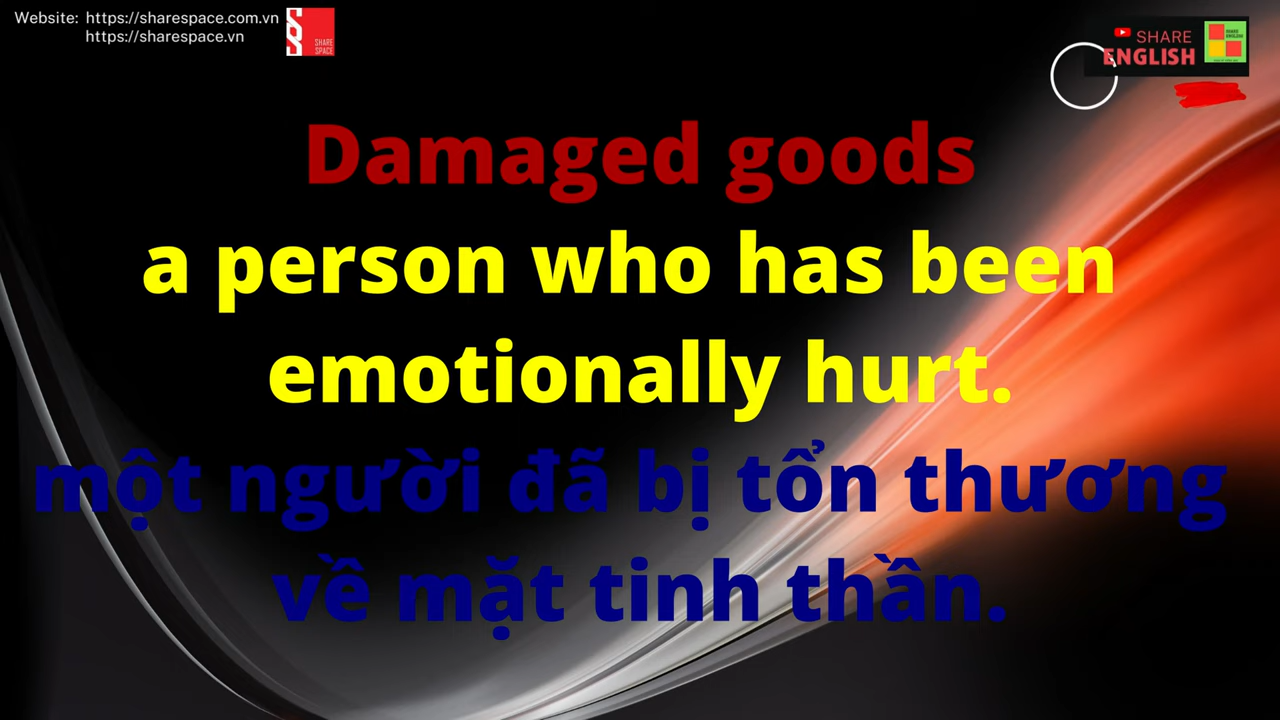 Website: https://sharespace.com.vn
https://sharespace.vn
SHARE
SPACE
SHARE
ENGLISH
Damaged goods
a person who has been
emotionally hurt.
một người đã bị tổn thương
về mặt tinh thần.